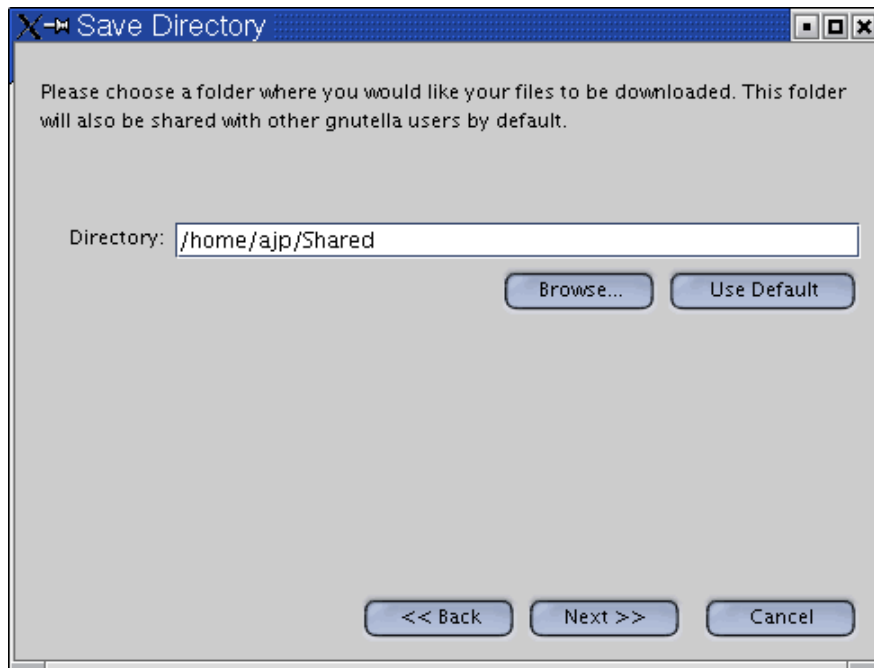 Save Directory
Please choose a folder where you would like your files to be downloaded. This folder
will also be shared with other gnutella users by default.
Directory: /home/ajp/Shared
Browse... Use Default
<< Back Next >> Cancel